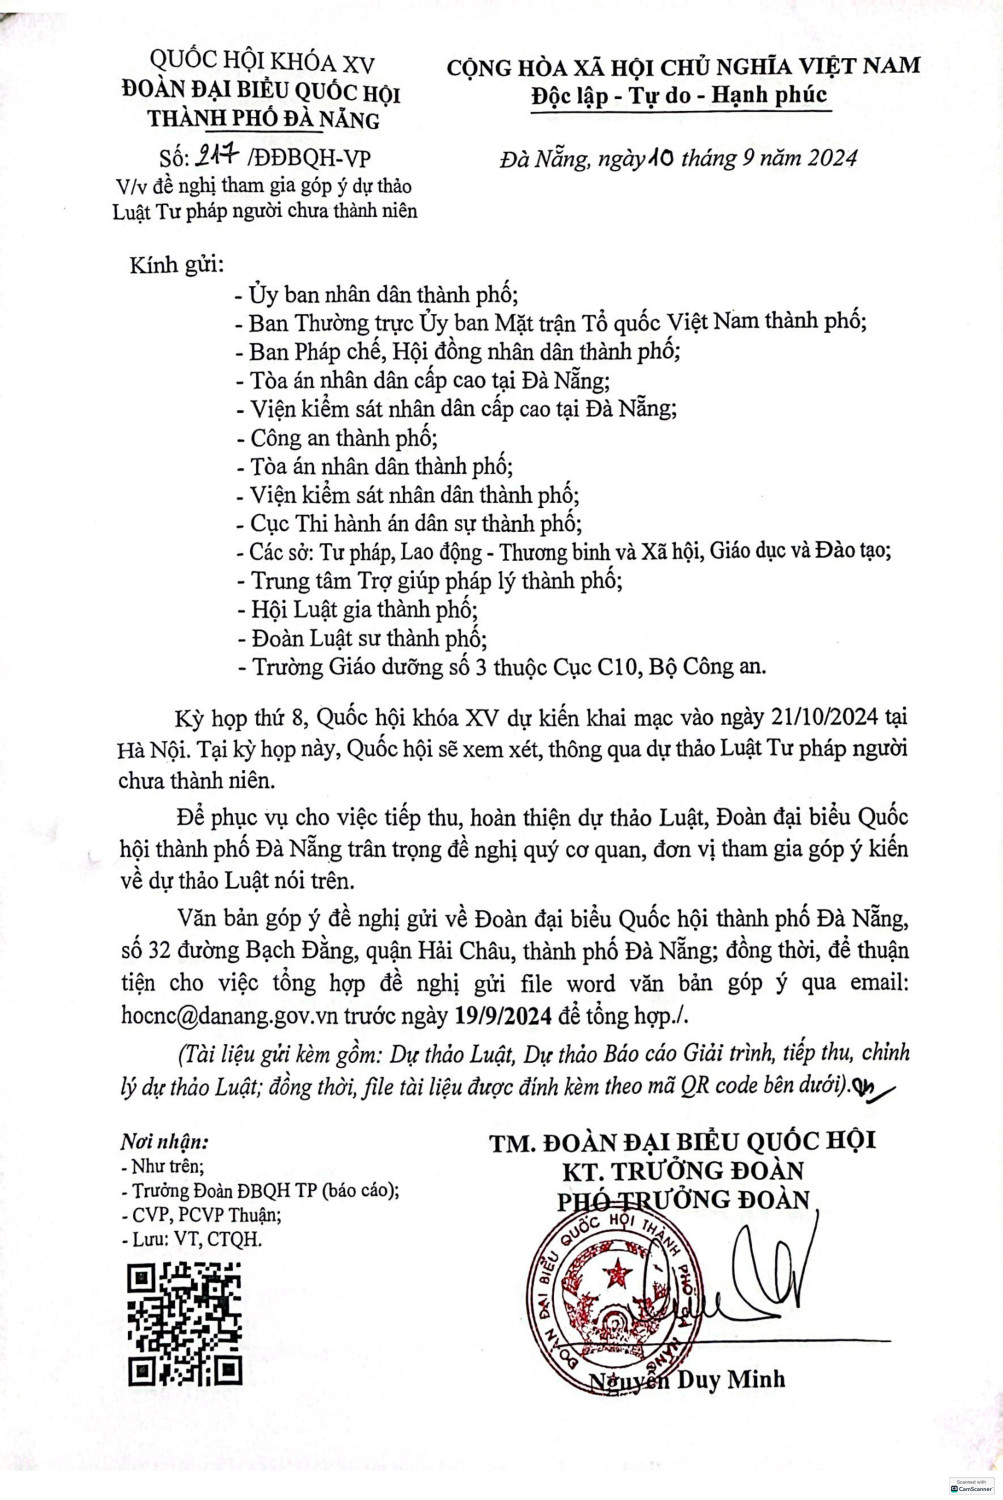 QUỐC HỘI KHÓA XV
ĐOÀN ĐẠI BIỂU QUỐC HỘI
THÀNH PHỐ ĐÀ NẴNG
Số: 217 /ĐĐBQH-VP
V/v đề nghị tham gia góp ý dự thảo
Luật Tư pháp người chưa thành niên
CỘNG HÒA XÃ HỘI CHỦ NGHĨA VIỆT NAM
Độc lập - Tự do - Hạnh phúc
Đà Nẵng, ngày 10 tháng 9 năm 2024
Kính gửi:
- Ủy ban nhân dân thành phố;
- Ban Thường trực Ủy ban Mặt trận Tổ quốc Việt Nam thành phố;
- Ban Pháp chế, Hội đồng nhân dân thành phố;
- Tòa án nhân dân cấp cao tại Đà Nẵng;
- Viện kiểm sát nhân dân cấp cao tại Đà Nẵng;
- Công an thành phố;
- Tòa án nhân dân thành phố;
- Viện kiểm sát nhân dân thành phố;
- Cục Thi hành án dân sự thành phố;
- Các sở: Tư pháp, Lao động - Thương binh và Xã hội, Giáo dục và Đào tạo;
- Trung tâm Trợ giúp pháp lý thành phố;
- Hội Luật gia thành phố;
- Đoàn Luật sư thành phố;
- Trường Giáo dưỡng số 3 thuộc Cục C10, Bộ Công an.
Kỳ họp thứ 8, Quốc hội khóa XV dự kiến khai mạc vào ngày 21/10/2024 tại
Hà Nội. Tại kỳ họp này, Quốc hội sẽ xem xét, thông qua dự thảo Luật Tư pháp người
chưa thành niên.
Để phục vụ cho việc tiếp thu, hoàn thiện dự thảo Luật, Đoàn đại biểu Quốc
hội thành phố Đà Nẵng trân trọng đề nghị quý cơ quan, đơn vị tham gia góp ý kiến
về dự thảo Luật nói trên.
Văn bản góp ý đề nghị gửi về Đoàn đại biểu Quốc hội thành phố Đà Nẵng,
số 32 đường Bạch Đằng, quận Hải Châu, thành phố Đà Nẵng; đồng thời, để thuận
tiện cho việc tổng hợp đề nghị gửi file word văn bản góp ý qua email:
hocnc@danang.gov.vn trước ngày 19/9/2024 để tổng hợp./.
(Tài liệu gửi kèm gồm: Dự thảo Luật, Dự thảo Báo cáo Giải trình, tiếp thu, chỉnh
lý dự thảo Luật; đồng thời, file tài liệu được đính kèm theo mã QR code bên dưới).
Nơi nhận:
- Như trên;
- Trưởng Đoàn ĐBQH TP (báo cáo);
- CVP, PCVP Thuận;
- Lưu: VT, CTQH.
TM. ĐOÀN ĐẠI BIỂU QUỐC HỘI
KT. TRƯỞNG ĐOÀN
PHÓ TRƯỞNG ĐOÀN
ĐOÀN ĐẠI BIỂU QUỐC HỘI THÀNH PHỐ ĐÀ NẴNG
Nguyễn Duy Minh
Scanned with
CamScanner